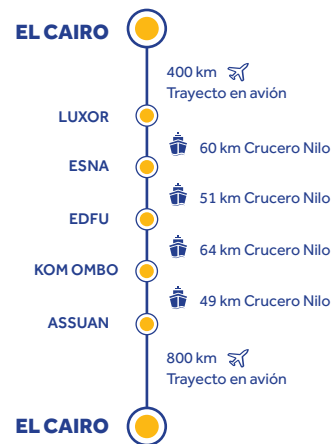 EL CAIRO
400 km
Trayecto en avión
LUXOR
60 km Crucero Nilo
ESNA
51 km Crucero Nilo
EDFU
64 km Crucero Nilo
KOM OMBO
49 km Crucero Nilo
ASSUAN
800 km
Trayecto en avión
EL CAIRO